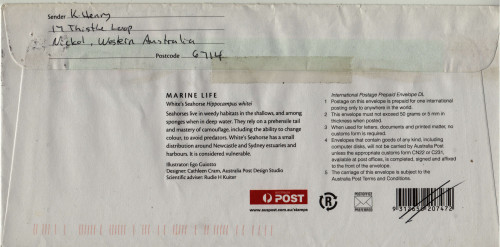 Sender K Henry
17 Thistle Loop
Nickol, Western Australia
Postcode 6714
MARINE LIFE
White's Seahorse Hippocampus whitei
Seahorses live in weedy habitats in the shallows, and among
sponges when in deep water. They rely on a prehensile tail
and mastery of camouflage, including the ability to change
colour, to avoid predators. White's Seahorse has a small
distribution around Newcastle and Sydney estuaries and
harbours. It is considered vulnerable.
Illustrator: Ego Guiotto
Designer: Cathleen Cram, Australia Post Design Studio
Scientific adviser: Rudie H Kuiter
International Postage Prepaid Envelope DL
1 Postage on this envelope is prepaid for one international
posting only to anywhere in the world.
2 This envelope must not exceed 50 grams or 5 mm in
thickness when posted.
3 When used for letters, documents and printed matter, no
customs form is required.
4 Envelopes that contain goods of any kind, including
computer disks, will not be carried by Australia Post
unless the appropriate customs form CN22 or CN23,
available at post offices, is completed, signed and affixed
to the front of the envelope.
5 The carriage of this envelope is subject to the
Australia Post Terms and Conditions.
POST
www.auspost.com.au/stamps
R